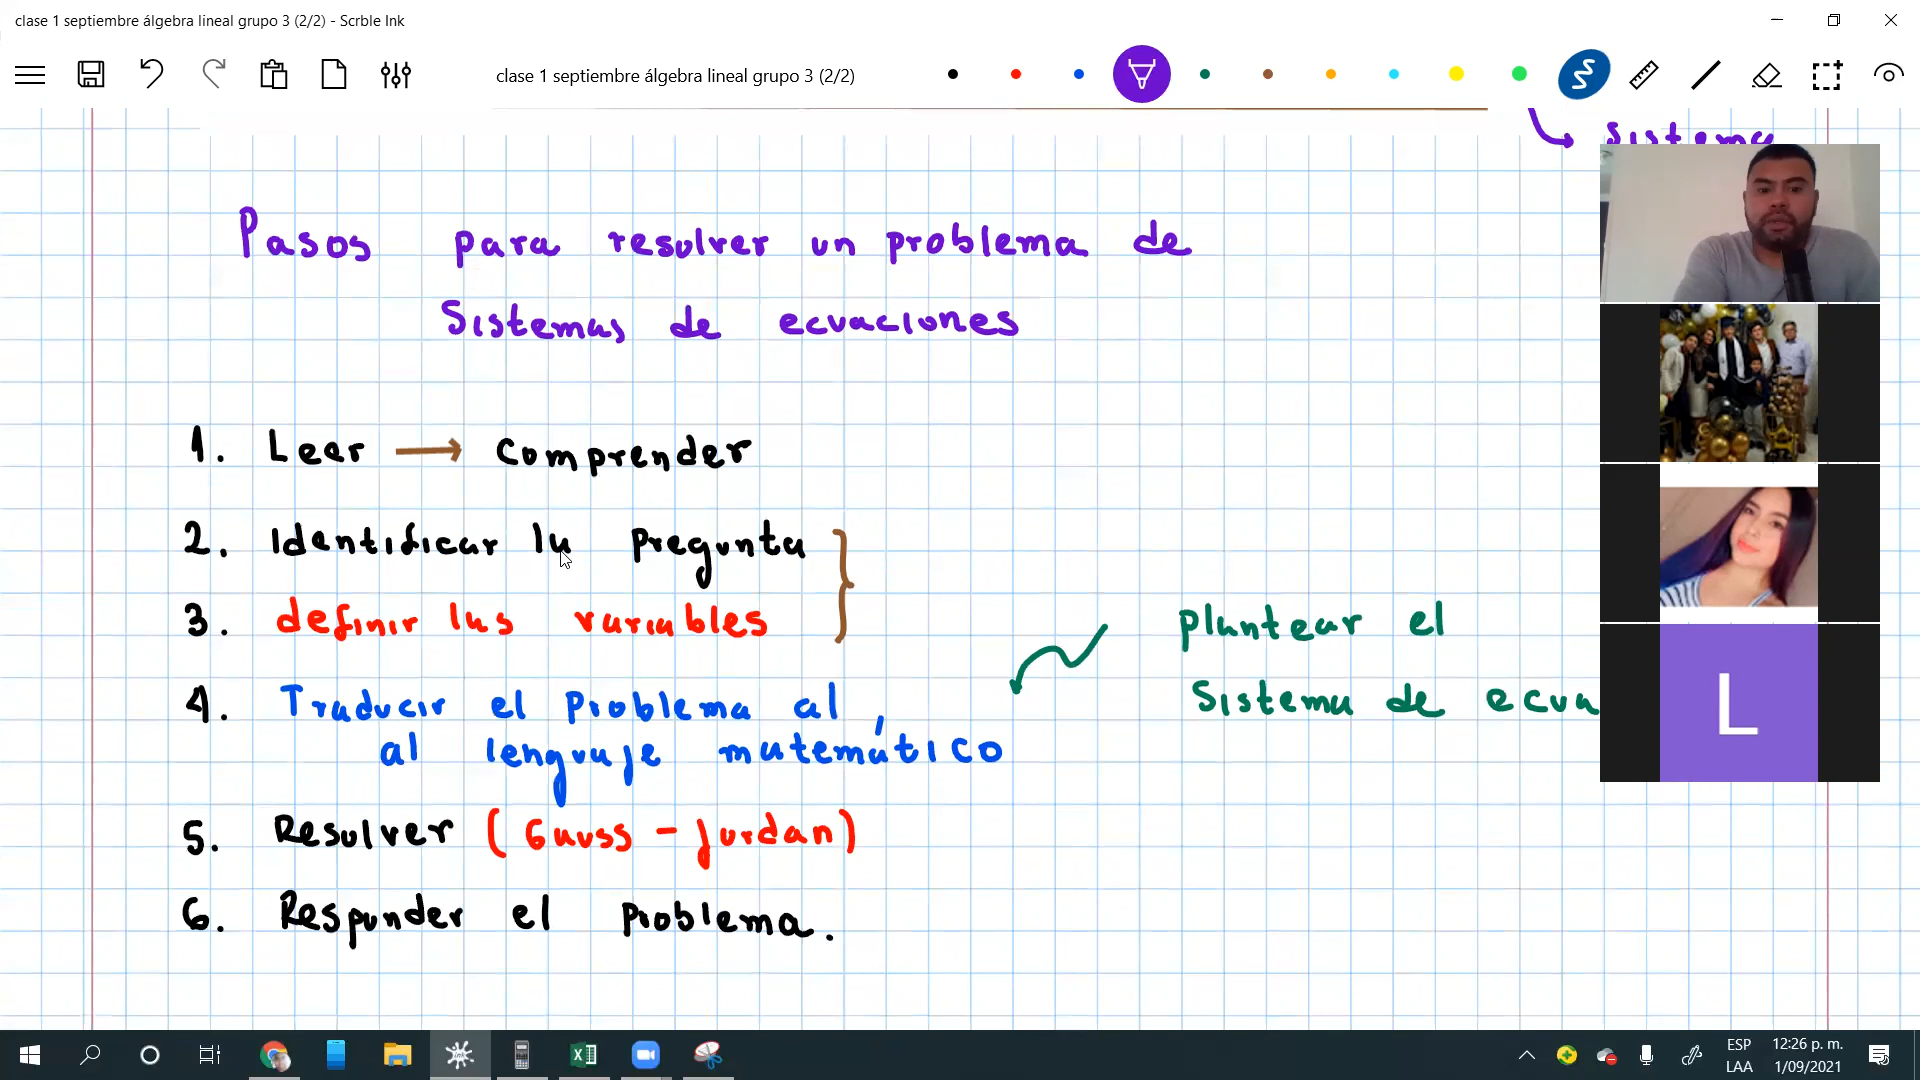 clase 1 septiembre álgebra lineal grupo 3 (2/2) - Scrble Ink
clase 1 septiembre álgebra lineal grupo 3 (2/2)
Sistema
Pasos para resolver un problema de
Sistemas de ecuaciones
1. Leer → Comprender
2. Identificar la pregunta
3. definir las variables
plantear el
Sistema de ecua
4. Traducir el Problema al
al lenguaje matemático
5. Resolver (Gauss - Jordan)
6. Responder el Problema.
L
ESP
LAA
12:26 p. m.
1/09/2021